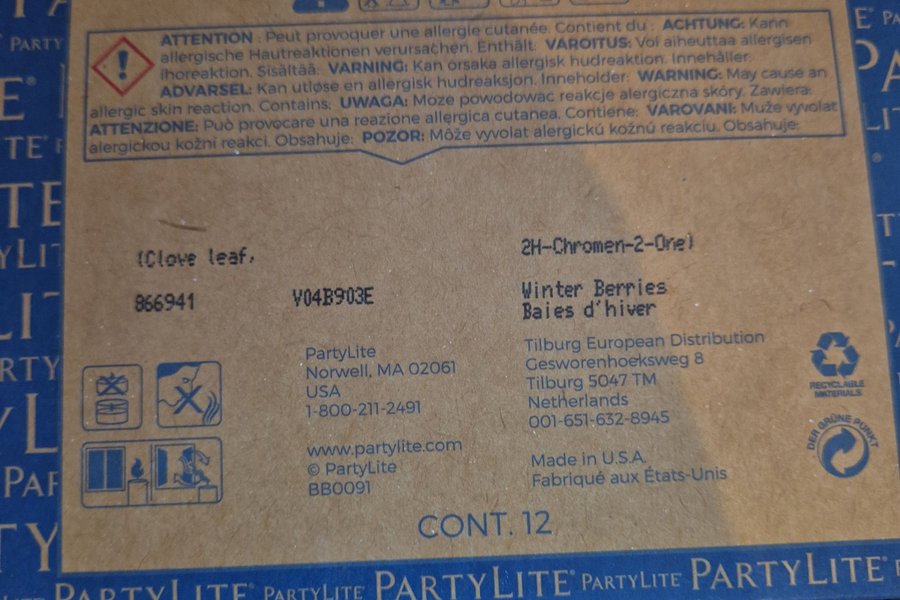 ATTENTION : Peut provoquer une allergie cutanée. Contient du : ACHTUNG: Kann
allergische Hautreaktionen verursachen. Enthält: VAROITUS: Voi aiheuttaa allergisen
ihoreaktion. Sisältää: VARNING: Kan orsaka allergisk hudreaktion. Innehåller:
ADVARSEL: Kan utløse en allergisk hudreaksjon. Inneholder: WARNING: May cause an
allergic skin reaction. Contains: UWAGA: Może powodować reakcje alergiczna skóry. Zawiera:
ATTENZIONE: Può provocare una reazione allergica cutanea. Contiene: VAROVANI: Muže vyvolat
alergickou kožní reakci. Obsahuje: POZOR: Môže vyvolať alergickú kožnú reakciu. Obsahuje:
(Clove leaf, 2H-Chromen-2-One)
866941 V04B903E Winter Berries
Baies d'hiver
PartyLite
Norwell, MA 02061
USA
1-800-211-2491
www.partylite.com
© PartyLite
BB0091
Tilburg European Distribution
Gesworenhoeksweg 8
Tilburg 5047 TM
Netherlands
001-651-632-8945
Made in U.S.A.
Fabriqué aux États-Unis
RECYCLABLE
MATERIALS
DER GRÜNE PUNKT
CONT. 12
PARTYLITE® PARTYLITE PARTYLITE® PARTYLITE PARTYLITE®